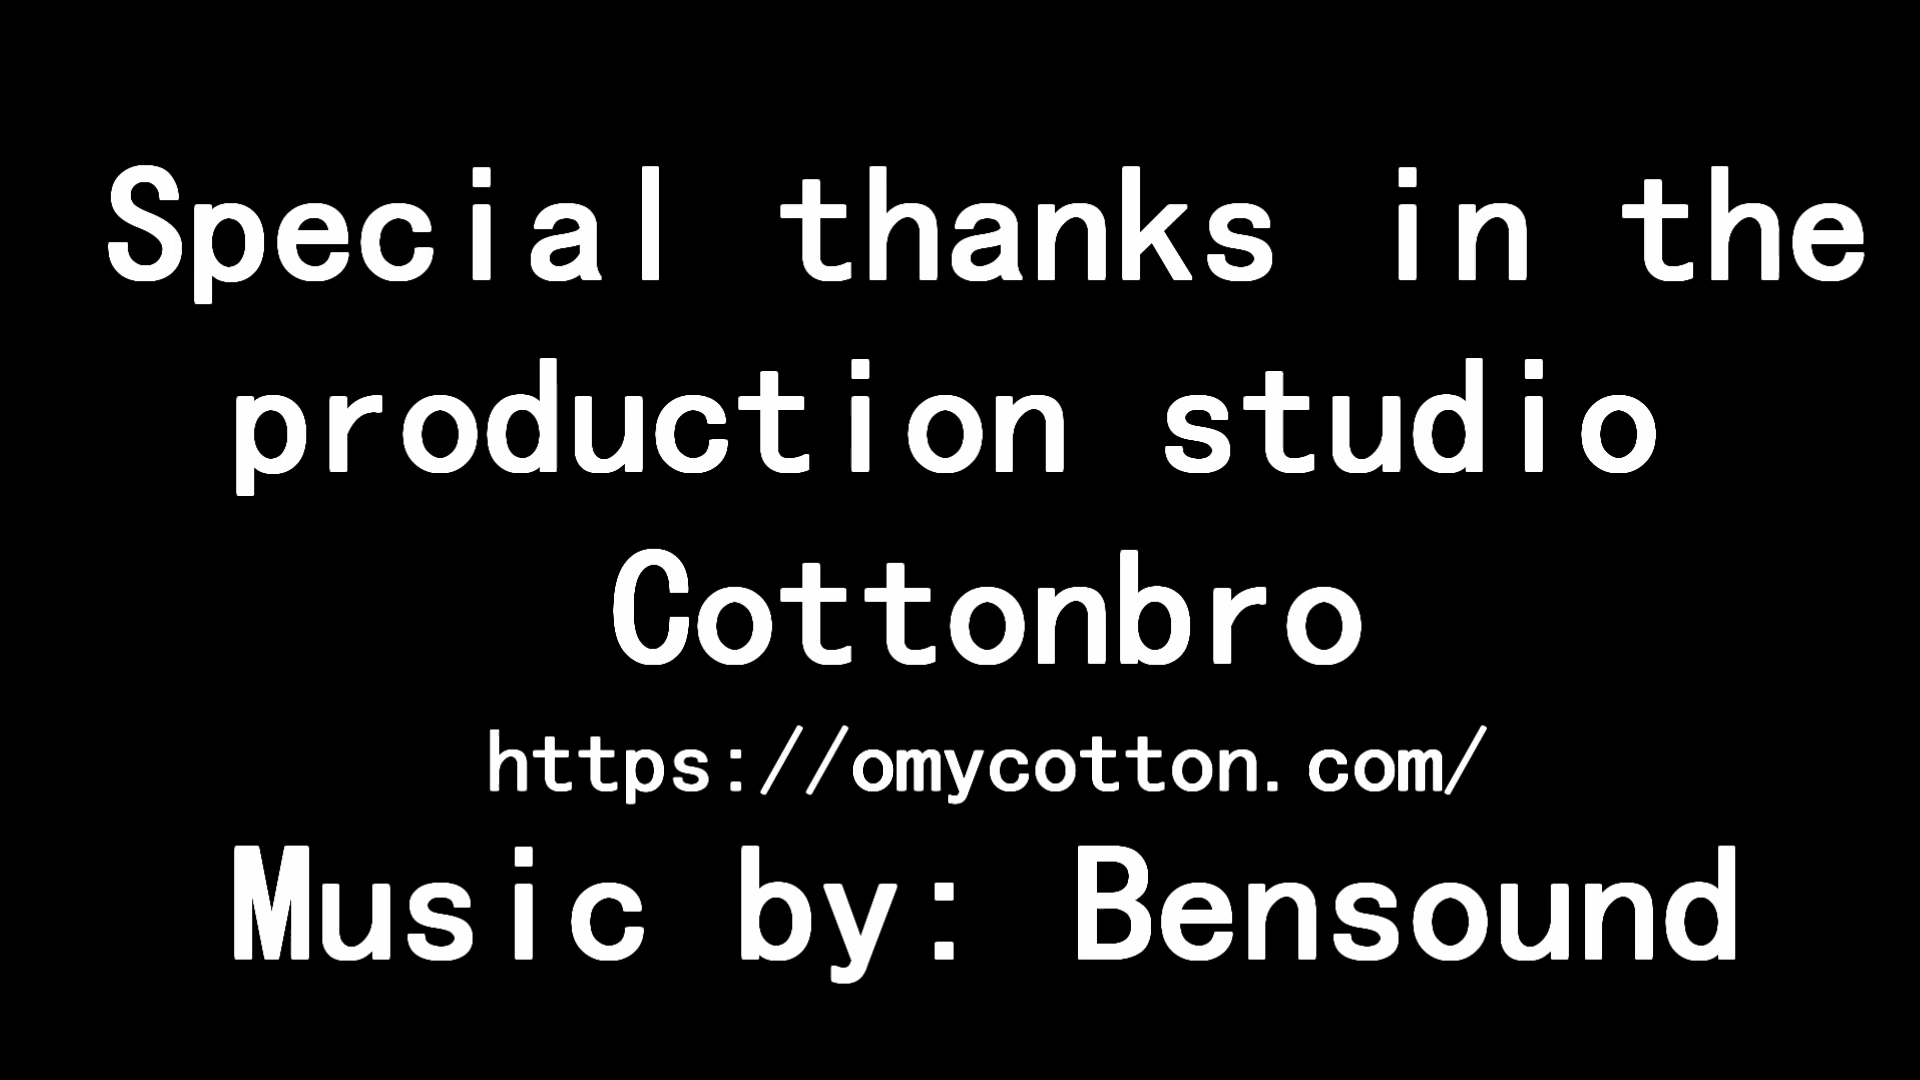 Special thanks in the
production studio
Cottonbro
https://omycotton.com/
Music by: Bensound